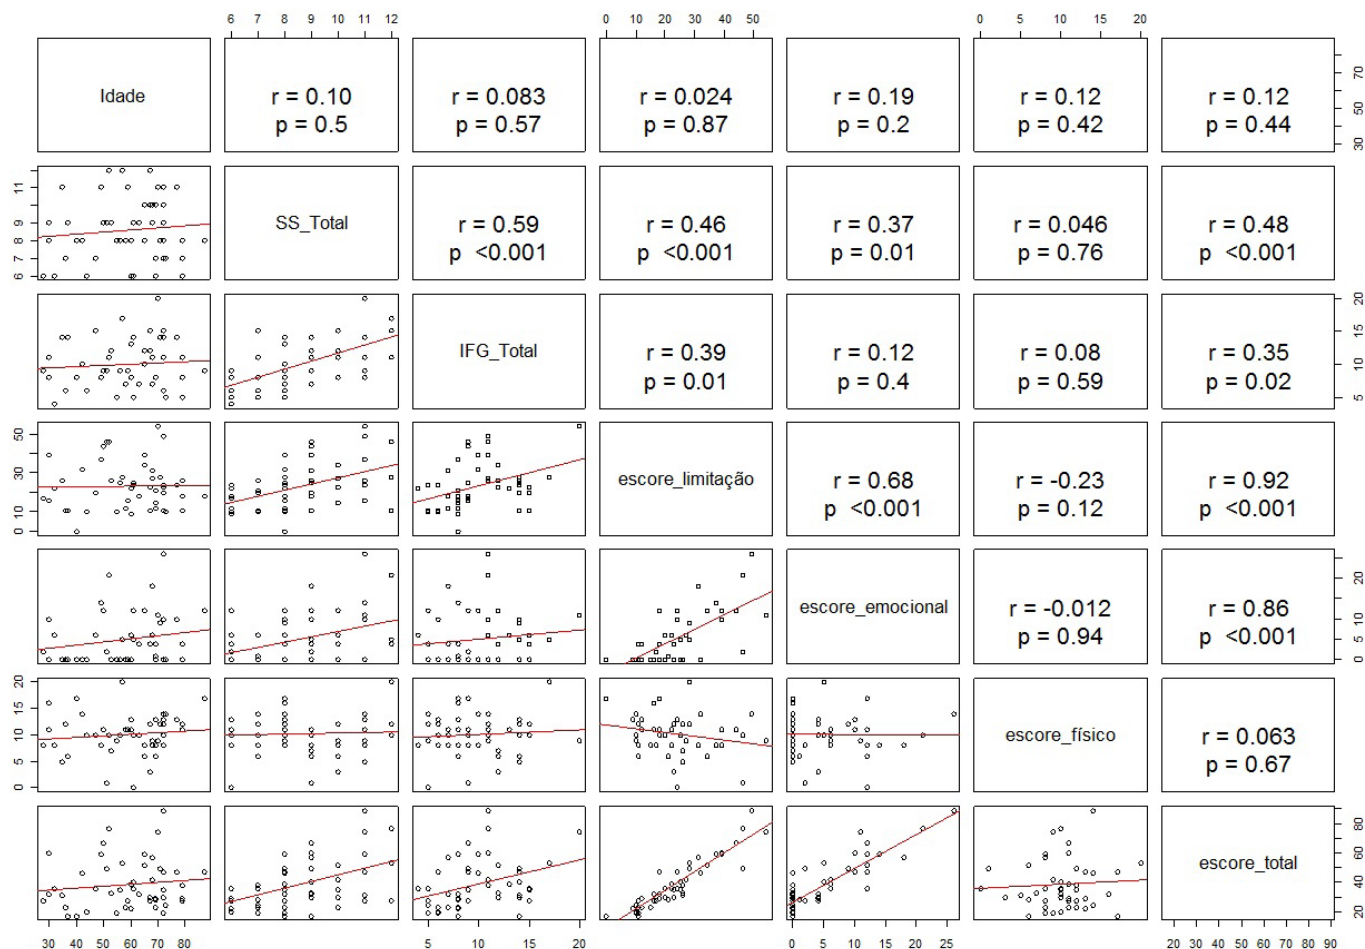 6 7 8 9 10 11 12 0 10 20 30 40 50 0 5 10 15 20
Idade r = 0.10 r = 0.083 r = 0.024 r = 0.19 r = 0.12 r = 0.12
p = 0.5 p = 0.57 p = 0.87 p = 0.2 p = 0.42 p = 0.44
30 50 70
6 7 8 9 11
SS_Total r = 0.59 r = 0.46 r = 0.37 r = 0.046 r = 0.48
p <0.001 p <0.001 p = 0.01 p = 0.76 p <0.001
IFG_Total r = 0.39 r = 0.12 r = 0.08 r = 0.35
p = 0.01 p = 0.4 p = 0.59 p = 0.02
5 10 15 20
0 10 30 50
escore_limitação r = 0.68 r = -0.23 r = 0.92
p <0.001 p = 0.12 p <0.001
escore_emocional r = -0.012 r = 0.86
p = 0.94 p <0.001
0 5 10 20
0 5 10 20
escore_físico r = 0.063
p = 0.67
escore_total
20 40 60 80
30 40 50 60 70 80 5 10 15 20 0 5 10 15 20 25 20 30 40 50 60 70 80 90